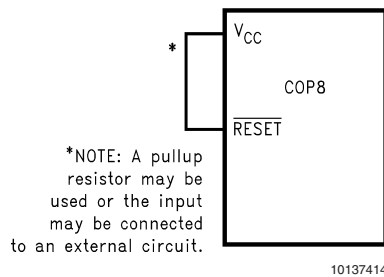 *
VCC
COP8
RESET
*NOTE: A pullup
resistor may be
used or the input
may be connected
to an external circuit.
10137414